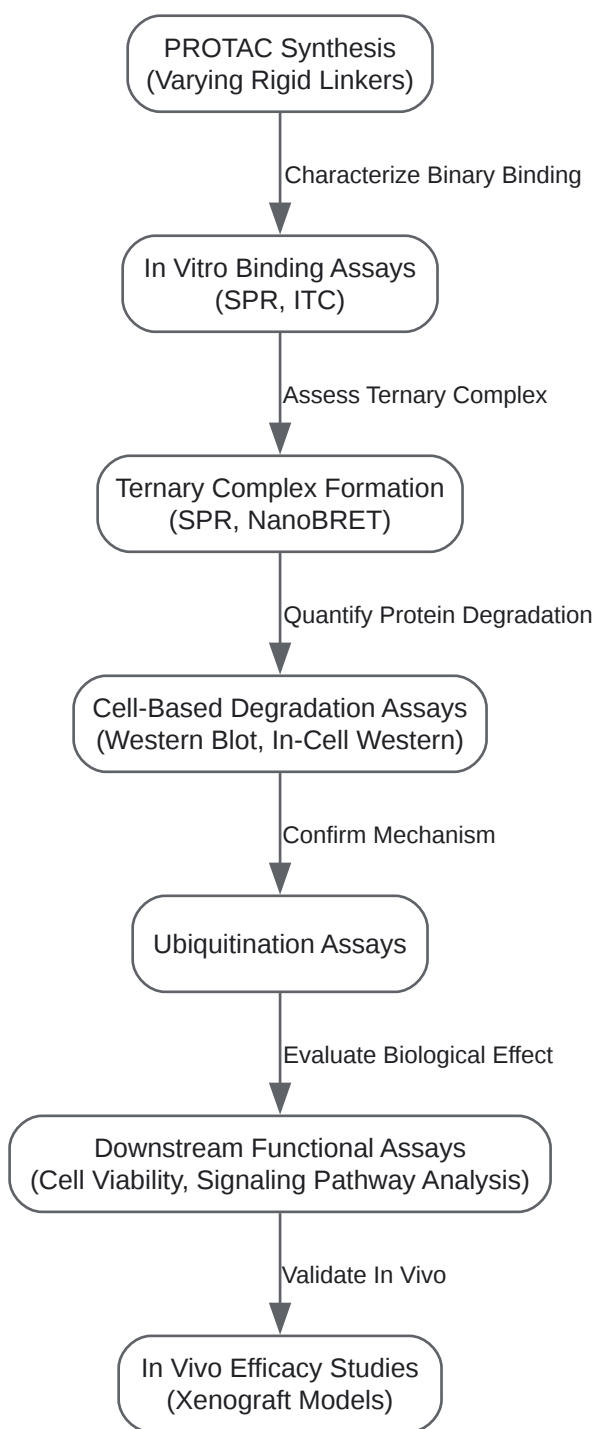 PROTAC Synthesis
(Varying Rigid Linkers)
Characterize Binary Binding
In Vitro Binding Assays
(SPR, ITC)
Assess Ternary Complex
Ternary Complex Formation
(SPR, NanoBRET)
Quantify Protein Degradation
Cell-Based Degradation Assays
(Western Blot, In-Cell Western)
Confirm Mechanism
Ubiquitination Assays
Evaluate Biological Effect
Downstream Functional Assays
(Cell Viability, Signaling Pathway Analysis)
Validate In Vivo
In Vivo Efficacy Studies
(Xenograft Models)